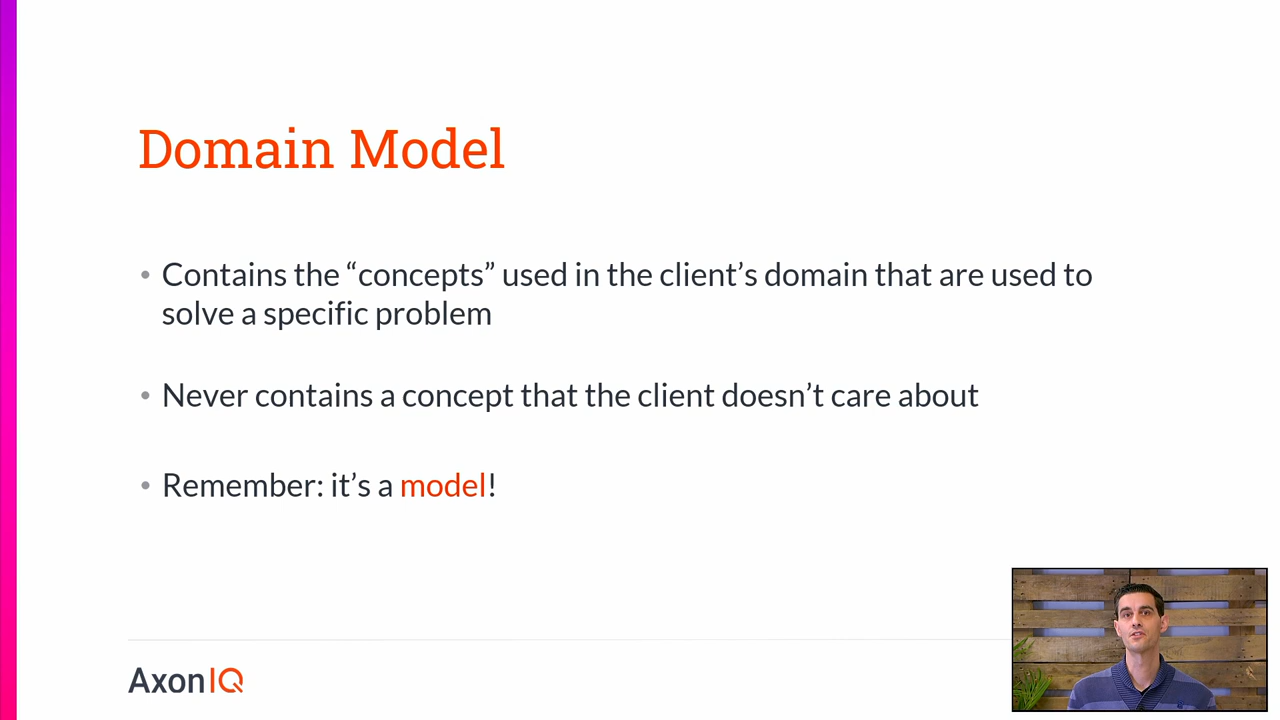 Domain Model
• Contains the “concepts” used in the client’s domain that are used to
solve a specific problem
• Never contains a concept that the client doesn’t care about
• Remember: it’s a model!
AxonIQ